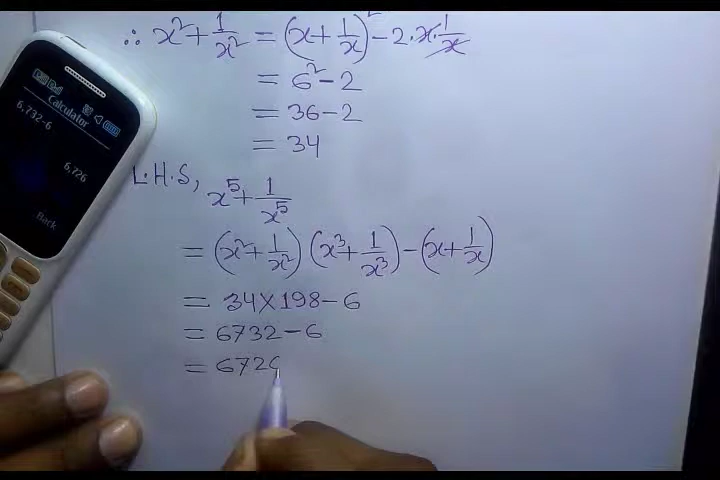 ∴ x² + 1/x² = (x + 1/x)² - 2·x·1/x
= 6² - 2
= 36 - 2
= 34
L.H.S, x⁵ + 1/x⁵
= (x² + 1/x²) (x³ + 1/x³) - (x + 1/x)
= 34 × 198 - 6
= 6732 - 6
= 672
Calculator
6,732-6
6,726
Back